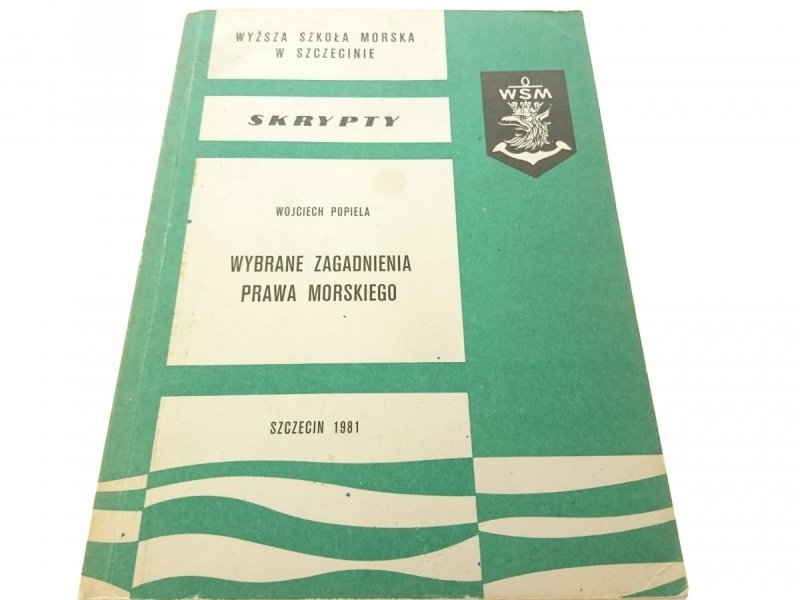 WYŻSZA SZKOŁA MORSKA
W SZCZECINIE
WSM
SKRYPTY
WOJCIECH POPIELA
WYBRANE ZAGADNIENIA
PRAWA MORSKIEGO
SZCZECIN 1981